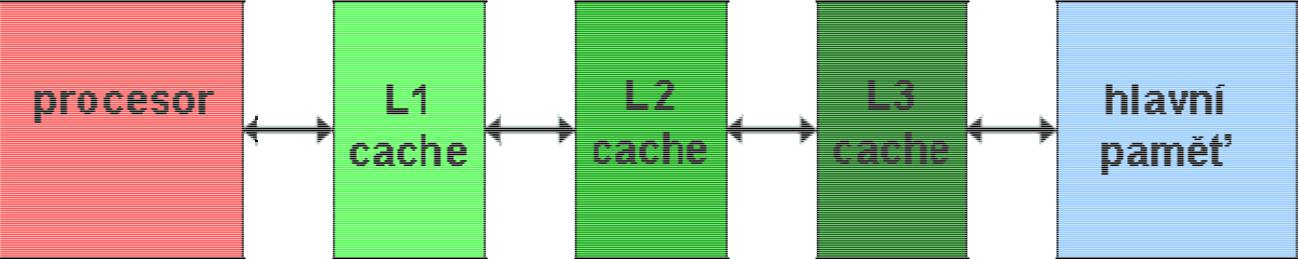 procesor
L1
cache
L2
cache
L3
cache
hlavní
paměť